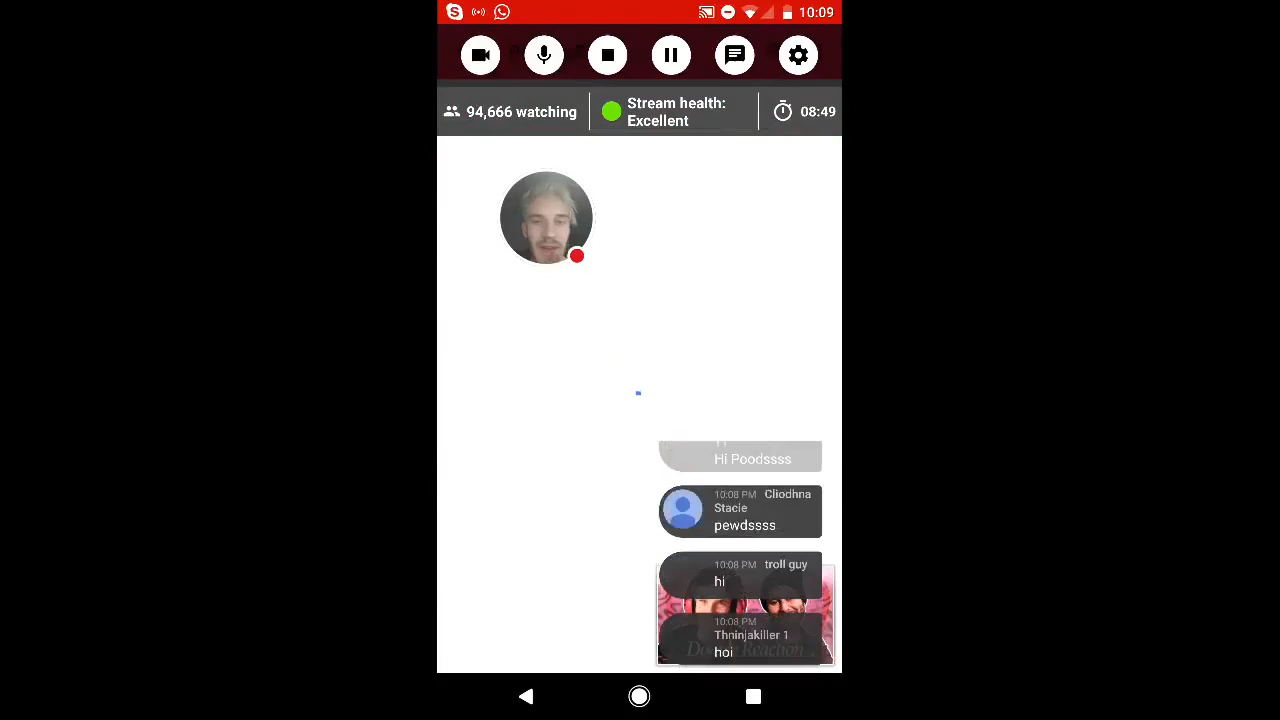 10:09
94,666 watching
Stream health:
Excellent
08:49
Hi Poodssss
10:08 PM Cliodhna
Stacie
pewdssss
10:08 PM troll guy
hi
10:08 PM
Thninjakiller 1
hoi
Reaction